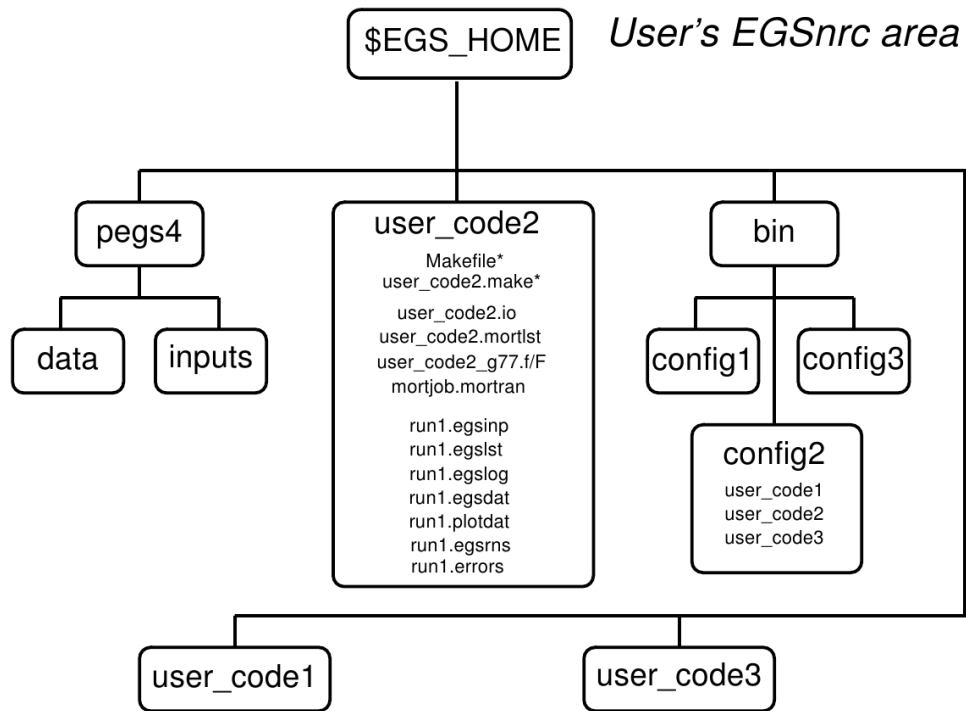 $EGS_HOME
User's EGSnrc area
pegs4
data
inputs
user_code2
Makefile*
user_code2.make*
user_code2.io
user_code2.mortlst
user_code2_g77.f/F
mortjob.mortran
run1.egsinp
run1.egslst
run1.egslog
run1.egsdat
run1.plotdat
run1.egsrns
run1.errors
bin
config1
config3
config2
user_code1
user_code2
user_code3
user_code1
user_code3